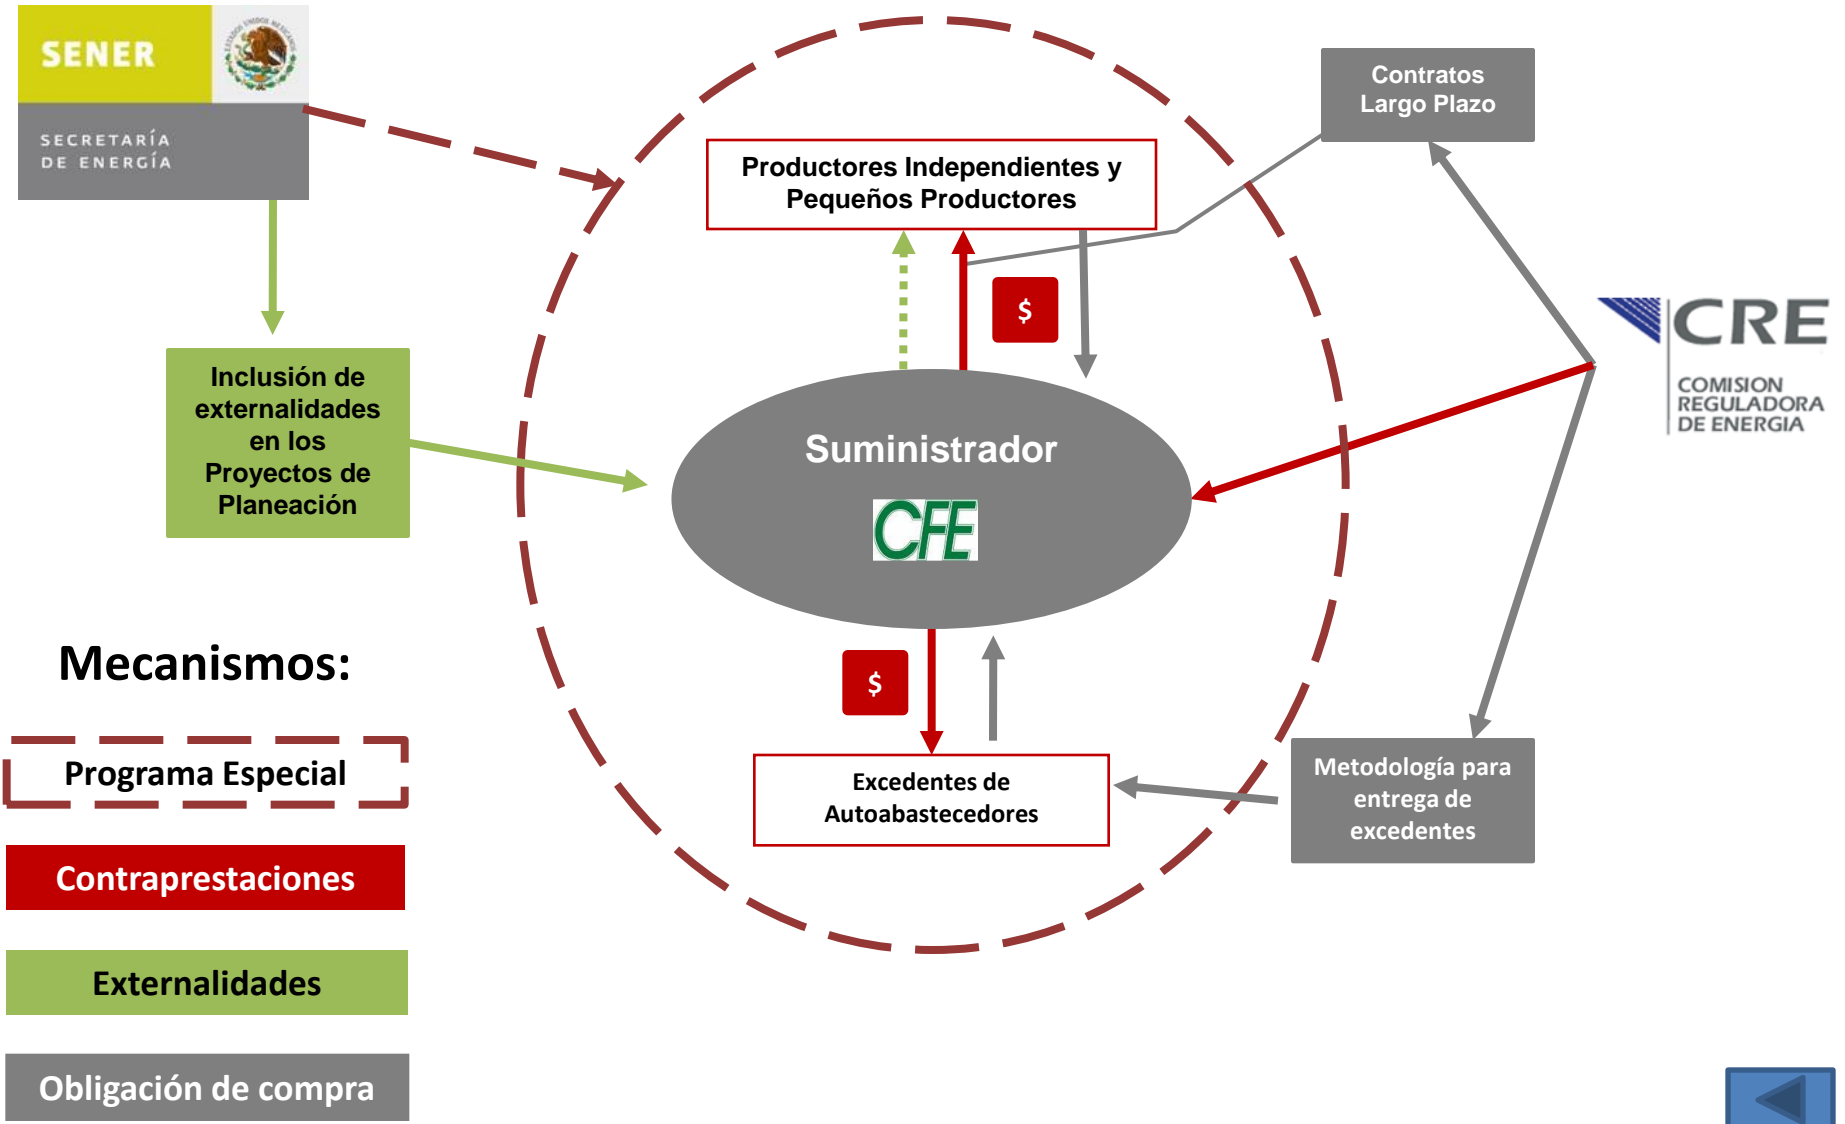 SENER
SECRETARÍA
DE ENERGÍA
Contratos
Largo Plazo
Productores Independientes y
Pequeños Productores
$
CRE
COMISION
REGULADORA
DE ENERGIA
Inclusión de
externalidades
en los
Proyectos de
Planeación
Suministrador
CFE
Mecanismos:
$
Programa Especial
Excedentes de
Autoabastecedores
Metodología para
entrega de
excedentes
Contraprestaciones
Externalidades
Obligación de compra